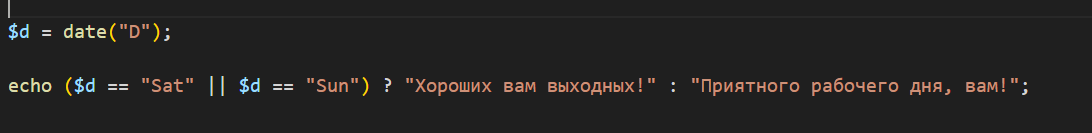 $d = date("D");
echo ($d == "Sat" || $d == "Sun") ? "Хороших вам выходных!" : "Приятного рабочего дня, вам!";